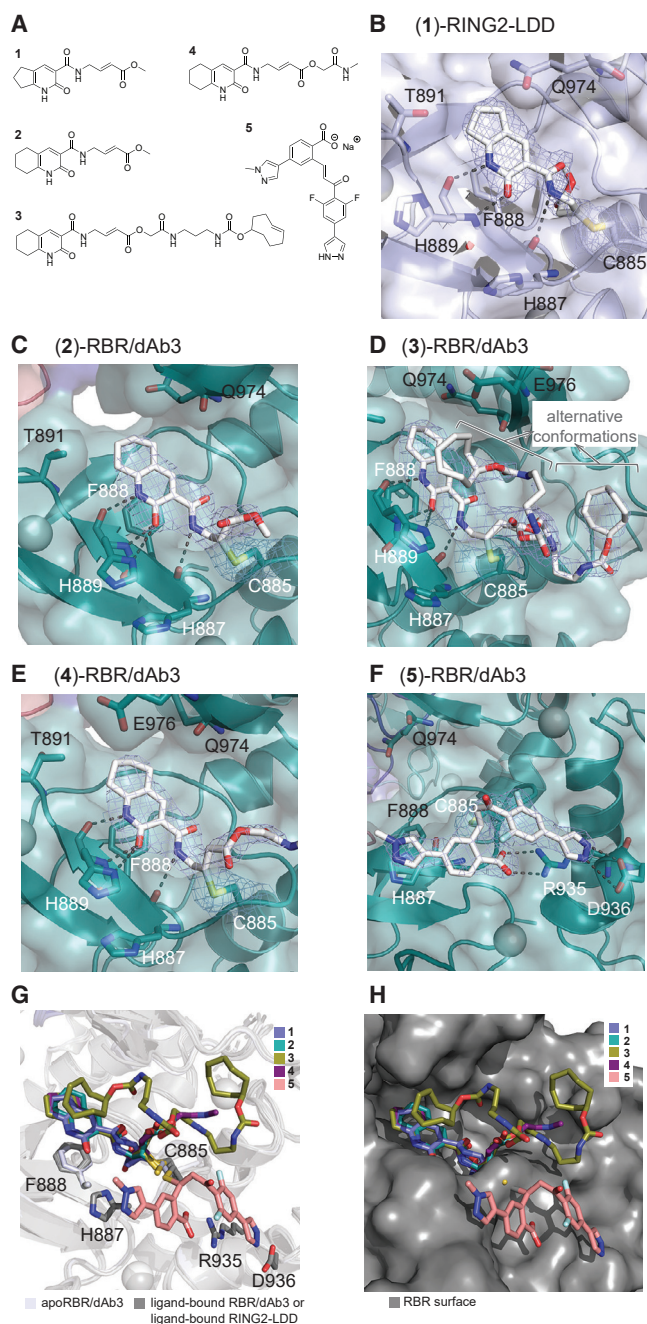 A
1
O
N
H
O
O
N
H
O
4
O
N
H
O
O
O
N
H
N
H
O
2
O
N
H
O
O
N
H
O
5
O
O⊖
Na⊕
N
N
O
F
F
HN
N
3
O
N
H
O
O
O
N
H
N
H
O
O
N
H
O
B (1)-RING2-LDD
Q974
T891
F888
H889
C885
H887
C (2)-RBR/dAb3
Q974
T891
F888
H889
C885
H887
D (3)-RBR/dAb3
Q974
E976
alternative
conformations
F888
H889
C885
H887
E (4)-RBR/dAb3
E976
T891
Q974
F888
H889
C885
H887
F (5)-RBR/dAb3
Q974
C885
F888
H887
R935
D936
G
1
2
3
4
5
C885
F888
H887
R935
D936
apoRBR/dAb3
ligand-bound RBR/dAb3 or
ligand-bound RING2-LDD
H
1
2
3
4
5
RBR surface